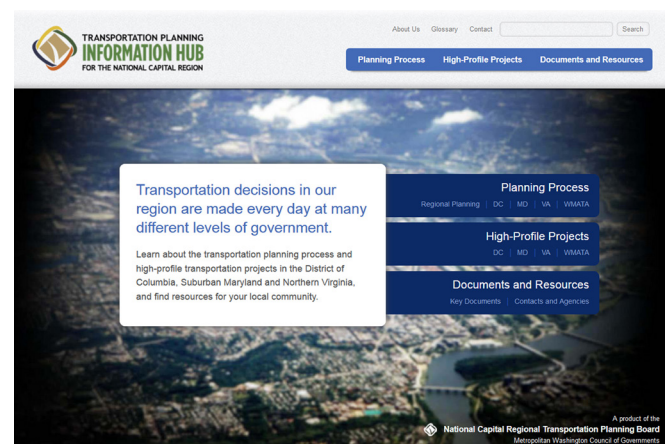 TRANSPORTATION PLANNING
INFORMATION HUB
FOR THE NATIONAL CAPITAL REGION
About Us Glossary Contact Search
Planning Process High-Profile Projects Documents and Resources
Transportation decisions in our
region are made every day at many
different levels of government.
Learn about the transportation planning process and
high-profile transportation projects in the District of
Columbia, Suburban Maryland and Northern Virginia,
and find resources for your local community.
Planning Process
Regional Planning | DC | MD | VA | WMATA
High-Profile Projects
DC | MD | VA | WMATA
Documents and Resources
Key Documents | Contacts and Agencies
A product of the
National Capital Regional Transportation Planning Board
Metropolitan Washington Council of Governments